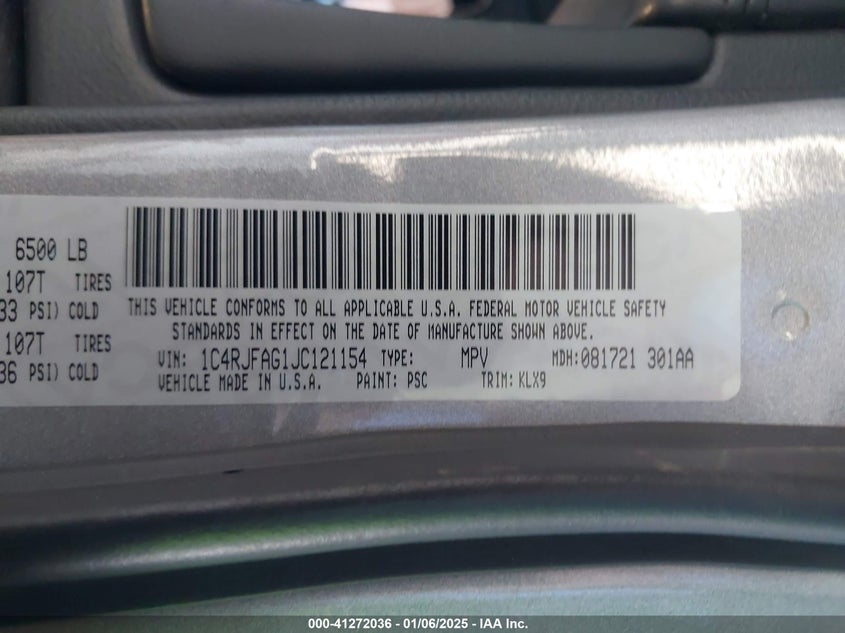 6500 LB
107T TIRES
33 PSI) COLD
107T TIRES
36 PSI) COLD
THIS VEHICLE CONFORMS TO ALL APPLICABLE U.S.A. FEDERAL MOTOR VEHICLE SAFETY
STANDARDS IN EFFECT ON THE DATE OF MANUFACTURE SHOWN ABOVE.
VIN: 1C4RJFAG1JC121154 TYPE: MPV MDH:081721 301AA
VEHICLE MADE IN U.S.A. PAINT: PSC TRIM: KLX9
000-41272036 - 01/06/2025 - IAA Inc.